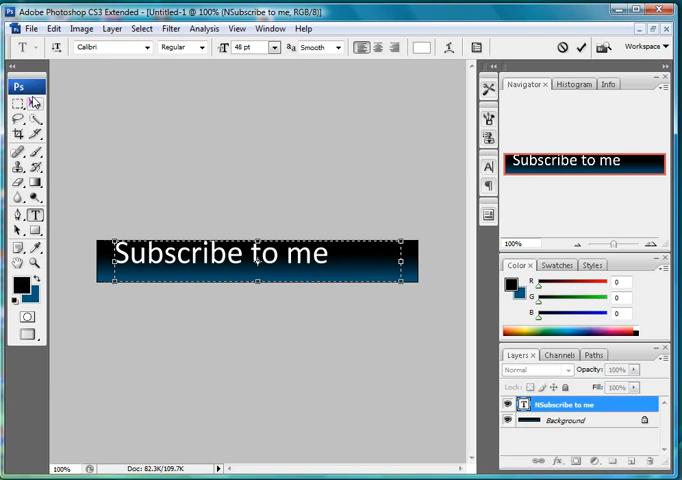 Adobe Photoshop CS3 Extended - [Untitled-1 @ 100% (NSubscribe to me, RGB/8)]
File Edit Image Layer Select Filter Analysis View Window Help
T Calibri Regular T 48 pt aa Smooth Workspace
Ps
Subscribe to me
100% Doc: 82.3K/109.7K
Navigator Histogram Info
Subscribe to me
100%
Color Swatches Styles
R 0
G 0
B 0
Layers Channels Paths
Normal Opacity: 100%
Lock: Fill: 100%
T NSubscribe to me
Background